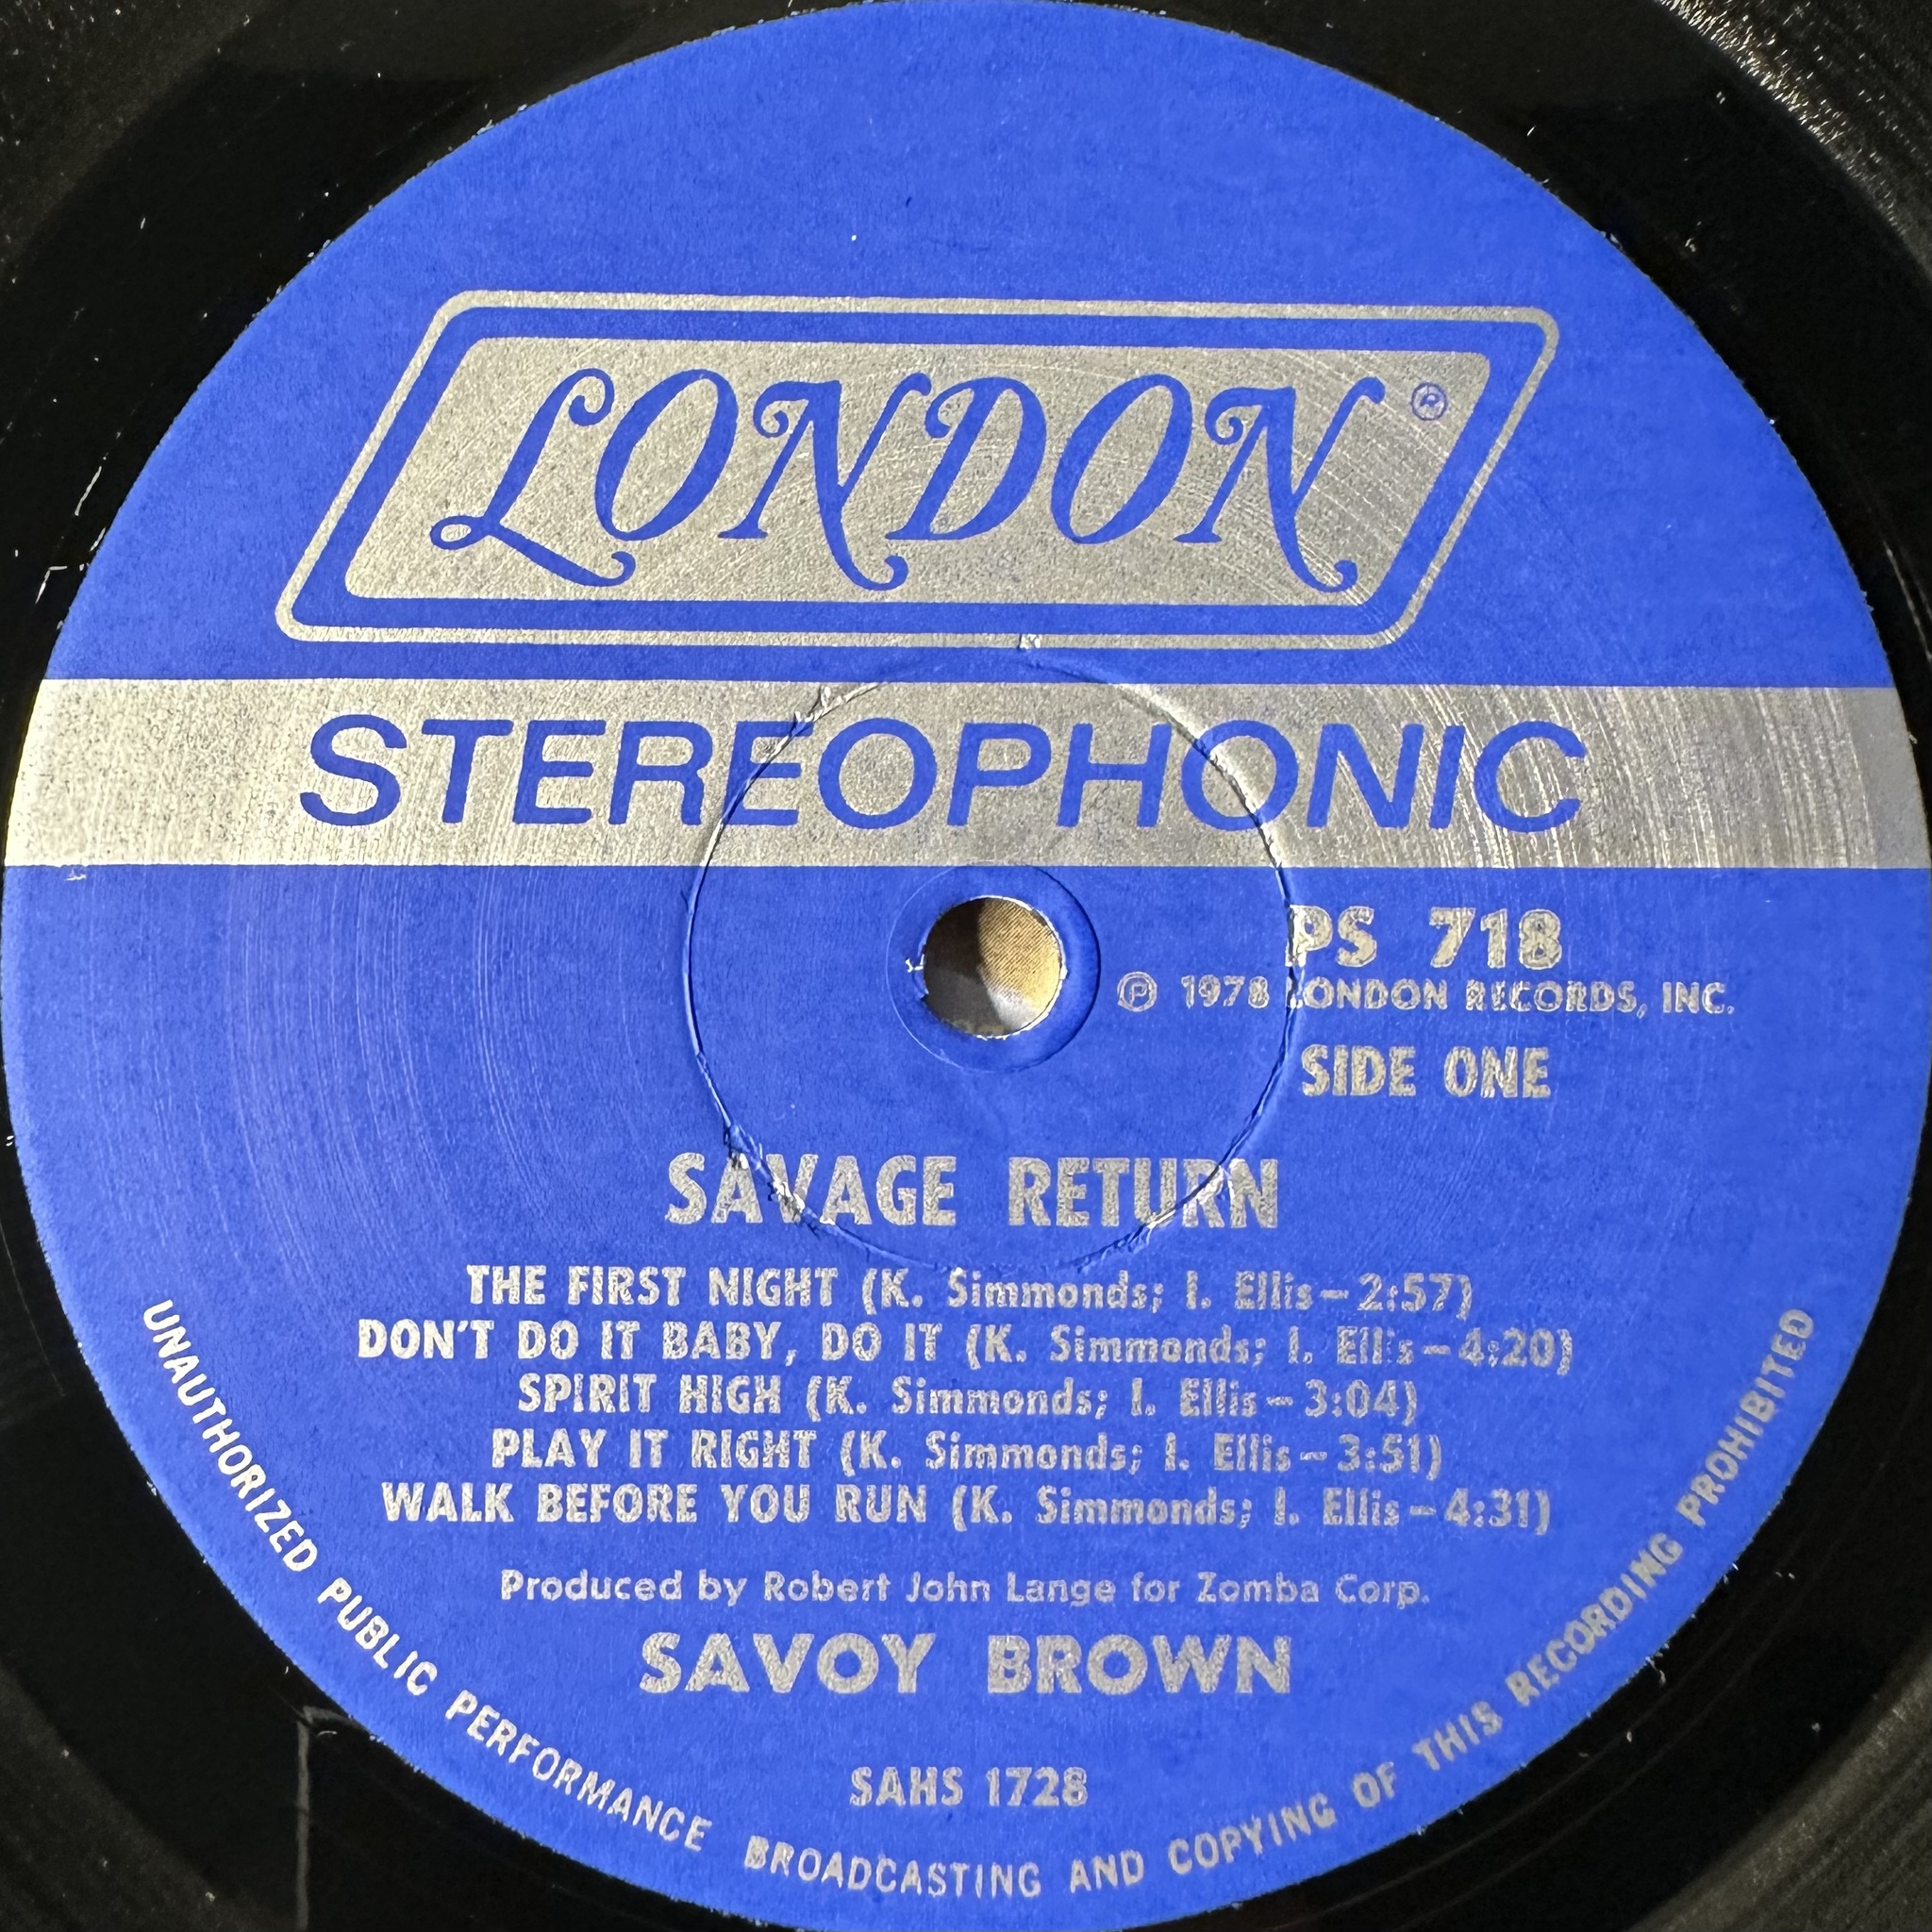 LONDON ®
STEREOPHONIC
PS 718
℗ 1978 LONDON RECORDS, INC.
SIDE ONE
SAVAGE RETURN
THE FIRST NIGHT (K. Simmonds; I. Ellis—2:57)
DON'T DO IT BABY, DO IT (K. Simmonds; I. Ellis—4:20)
SPIRIT HIGH (K. Simmonds; I. Ellis—3:04)
PLAY IT RIGHT (K. Simmonds; I. Ellis—3:51)
WALK BEFORE YOU RUN (K. Simmonds; I. Ellis—4:31)
Produced by Robert John Lange for Zomba Corp.
SAVOY BROWN
SAHS 1728
UNAUTHORIZED PUBLIC PERFORMANCE BROADCASTING AND COPYING OF THIS RECORDING PROHIBITED